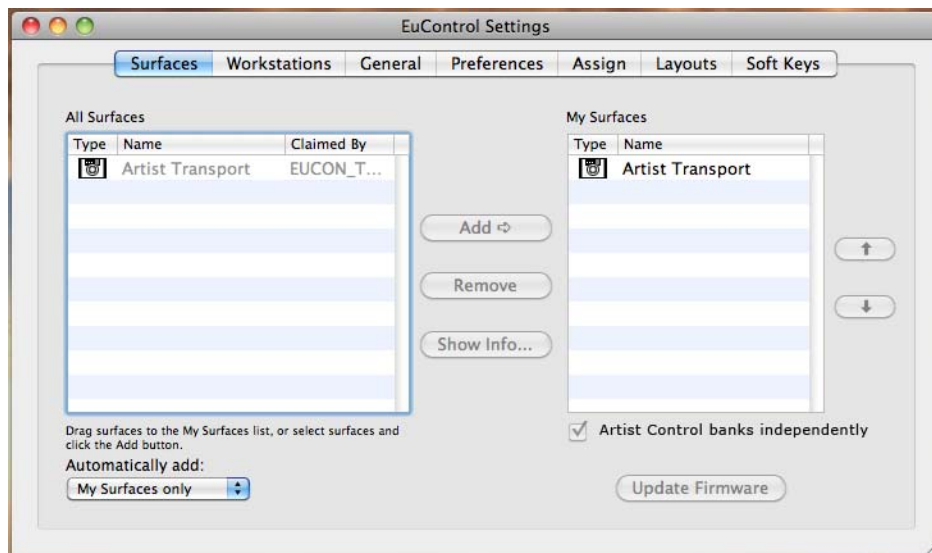 EuControl Settings
Surfaces Workstations General Preferences Assign Layouts Soft Keys
All Surfaces
Type Name Claimed By
Artist Transport EUCON_T...
Add ⇨
Remove
Show Info...
My Surfaces
Type Name
Artist Transport
Drag surfaces to the My Surfaces list, or select surfaces and
click the Add button.
Automatically add:
My Surfaces only
Artist Control banks independently
Update Firmware